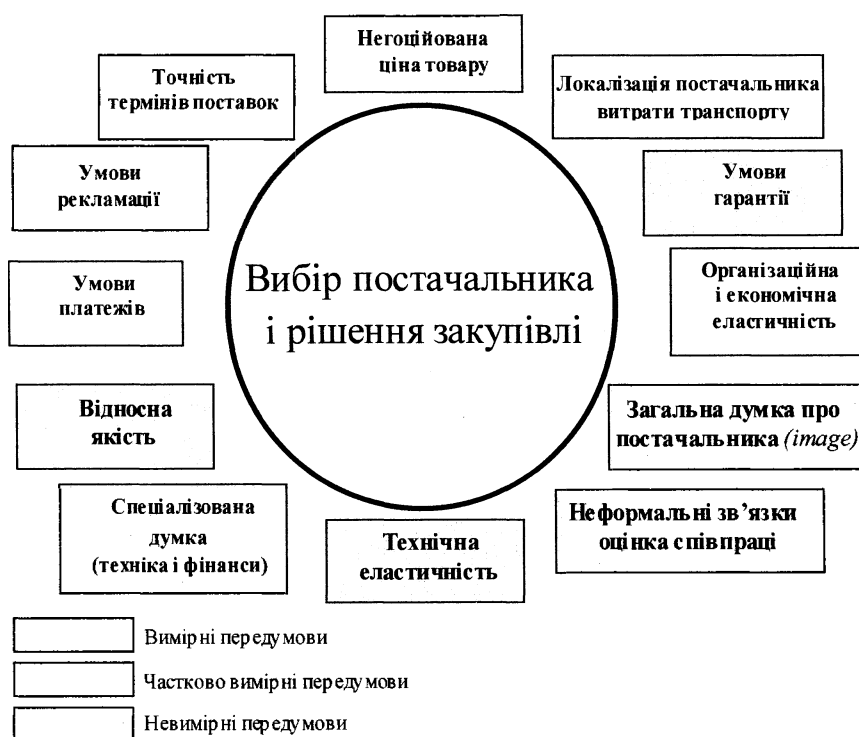 Негоційована
ціна товару
Точність
термінів поставок
Локалізація постачальника
витрати транспорту
Умови
рекламації
Умови
гарантії
Умови
платежів
Вибір постачальника
і рішення закупівлі
Організаційна
і економічна
еластичність
Відносна
якість
Загальна думка про
постачальника (image)
Спеціалізована
думка
(техніка і фінанси)
Технічна
еластичність
Неформальні зв’язки
оцінка співпраці
Вимірні передумови
Частково вимірні передумови
Невимірні передумови